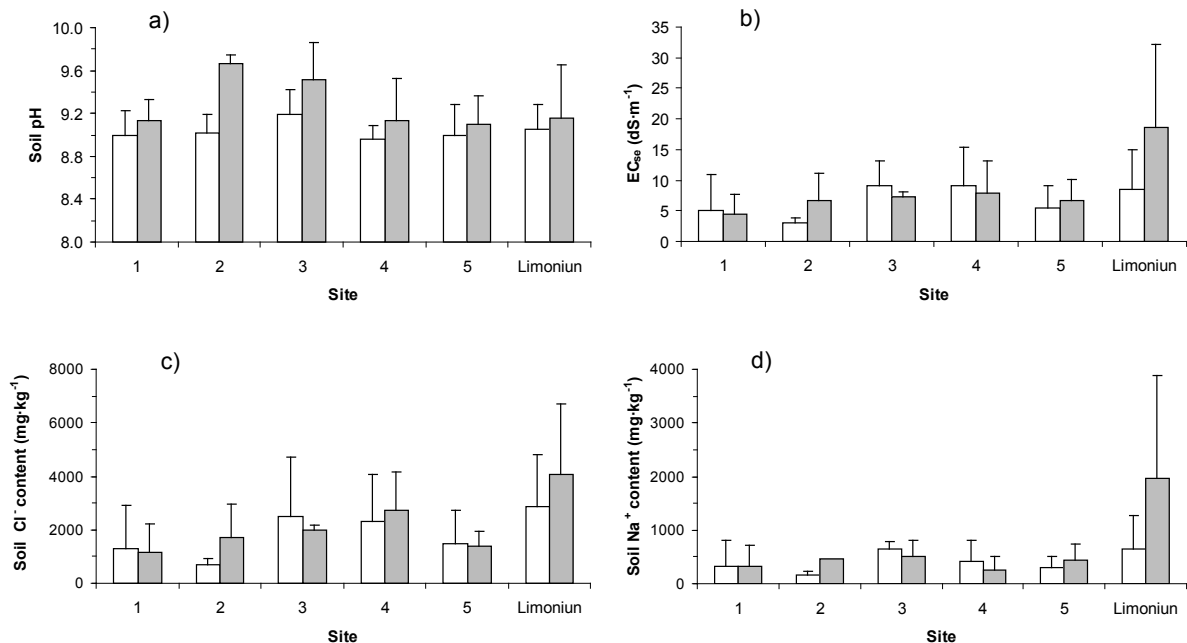 a)
Soil pH
10.0
9.6
9.2
8.8
8.4
8.0
1 2 3 4 5 Limoniun
Site
b)
ECse (dS·m⁻¹)
35
30
25
20
15
10
5
0
1 2 3 4 5 Limoniun
Site
c)
Soil Cl⁻ content (mg·kg⁻¹)
8000
6000
4000
2000
0
1 2 3 4 5 Limoniun
Site
d)
Soil Na⁺ content (mg·kg⁻¹)
4000
3000
2000
1000
0
1 2 3 4 5 Limoniun
Site